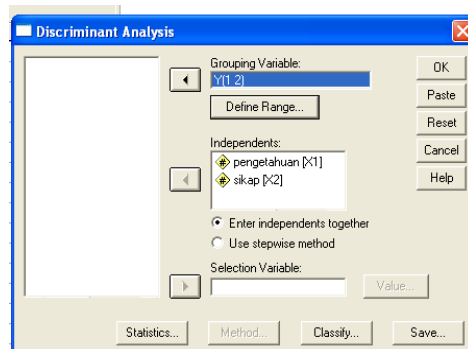 Discriminant Analysis
Grouping Variable:
Y(1 2)
Define Range...
Independents:
pengetahuan [X1]
sikap [X2]
Enter independents together
Use stepwise method
Selection Variable:
Value...
OK
Paste
Reset
Cancel
Help
Statistics...
Method...
Classify...
Save...